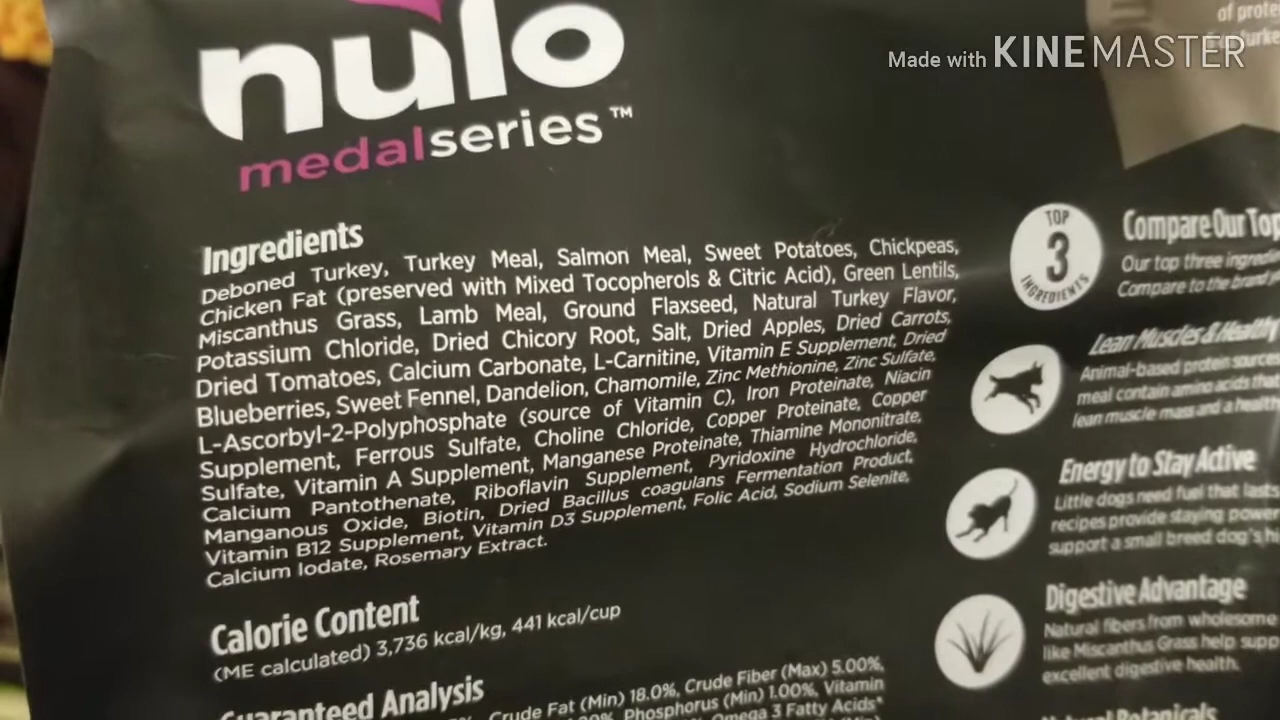 nulo
medalseries™
Made with KINEMASTER
of prote
Ingredients
Deboned Turkey, Turkey Meal, Salmon Meal, Sweet Potatoes, Chickpeas,
Chicken Fat (preserved with Mixed Tocopherols & Citric Acid), Green Lentils,
Miscanthus Grass, Lamb Meal, Ground Flaxseed, Natural Turkey Flavor,
Potassium Chloride, Dried Chicory Root, Salt, Dried Apples, Dried Carrots,
Dried Tomatoes, Calcium Carbonate, L-Carnitine, Vitamin E Supplement, Dried
Blueberries, Sweet Fennel, Dandelion, Chamomile, Zinc Methionine, Zinc Sulfate,
L-Ascorbyl-2-Polyphosphate (source of Vitamin C), Iron Proteinate, Niacin
Supplement, Ferrous Sulfate, Choline Chloride, Copper Proteinate, Copper
Sulfate, Vitamin A Supplement, Manganese Proteinate, Thiamine Mononitrate,
Calcium Pantothenate, Riboflavin Supplement, Pyridoxine Hydrochloride,
Manganous Oxide, Biotin, Dried Bacillus coagulans Fermentation Product,
Vitamin B12 Supplement, Vitamin D3 Supplement, Folic Acid, Sodium Selenite,
Calcium Iodate, Rosemary Extract.
Calorie Content
(ME calculated) 3,736 kcal/kg, 441 kcal/cup
Guaranteed Analysis
Crude Fat (Min) 18.0%, Crude Fiber (Max) 5.00%,
Phosphorus (Min) 1.00%, Vitamin
Omega 3 Fatty Acids*
TOP
3
INGREDIENTS
Compare Our Top
Our top three ingredi
Compare to the brand
Lean Muscles & Healthy
Animal-based protein sources
meal contain amino acids that
lean muscle mass and a health
Energy to Stay Active
Little dogs need fuel that lasts
recipes provide staying power
support a small breed dog's hi
Digestive Advantage
Natural fibers from wholesome
like Miscanthus Grass help supp
excellent digestive health.
Natural Botanicals